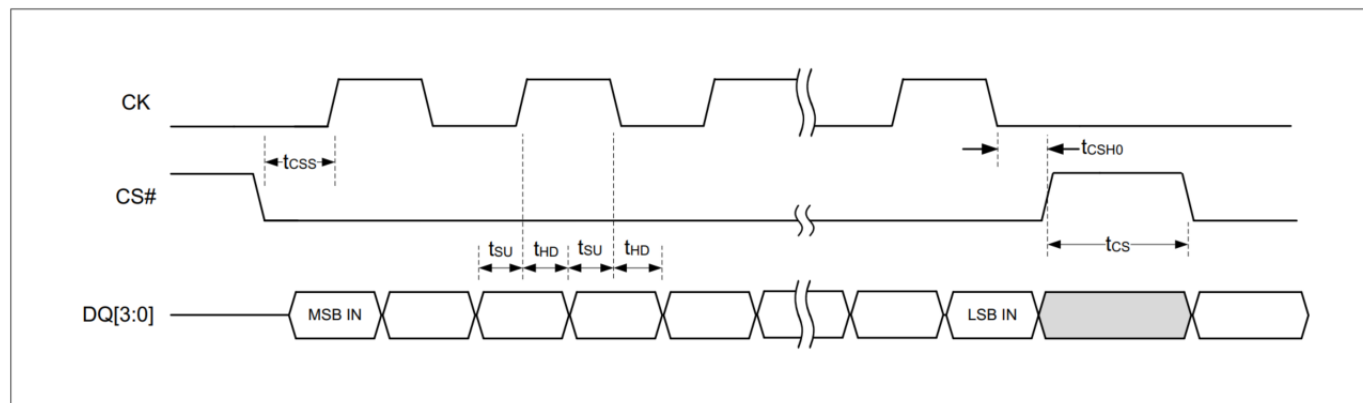 CK
tCSS
tCSH0
CS#
tSU tHD tSU tHD
tCS
DQ[3:0]
MSB IN
LSB IN